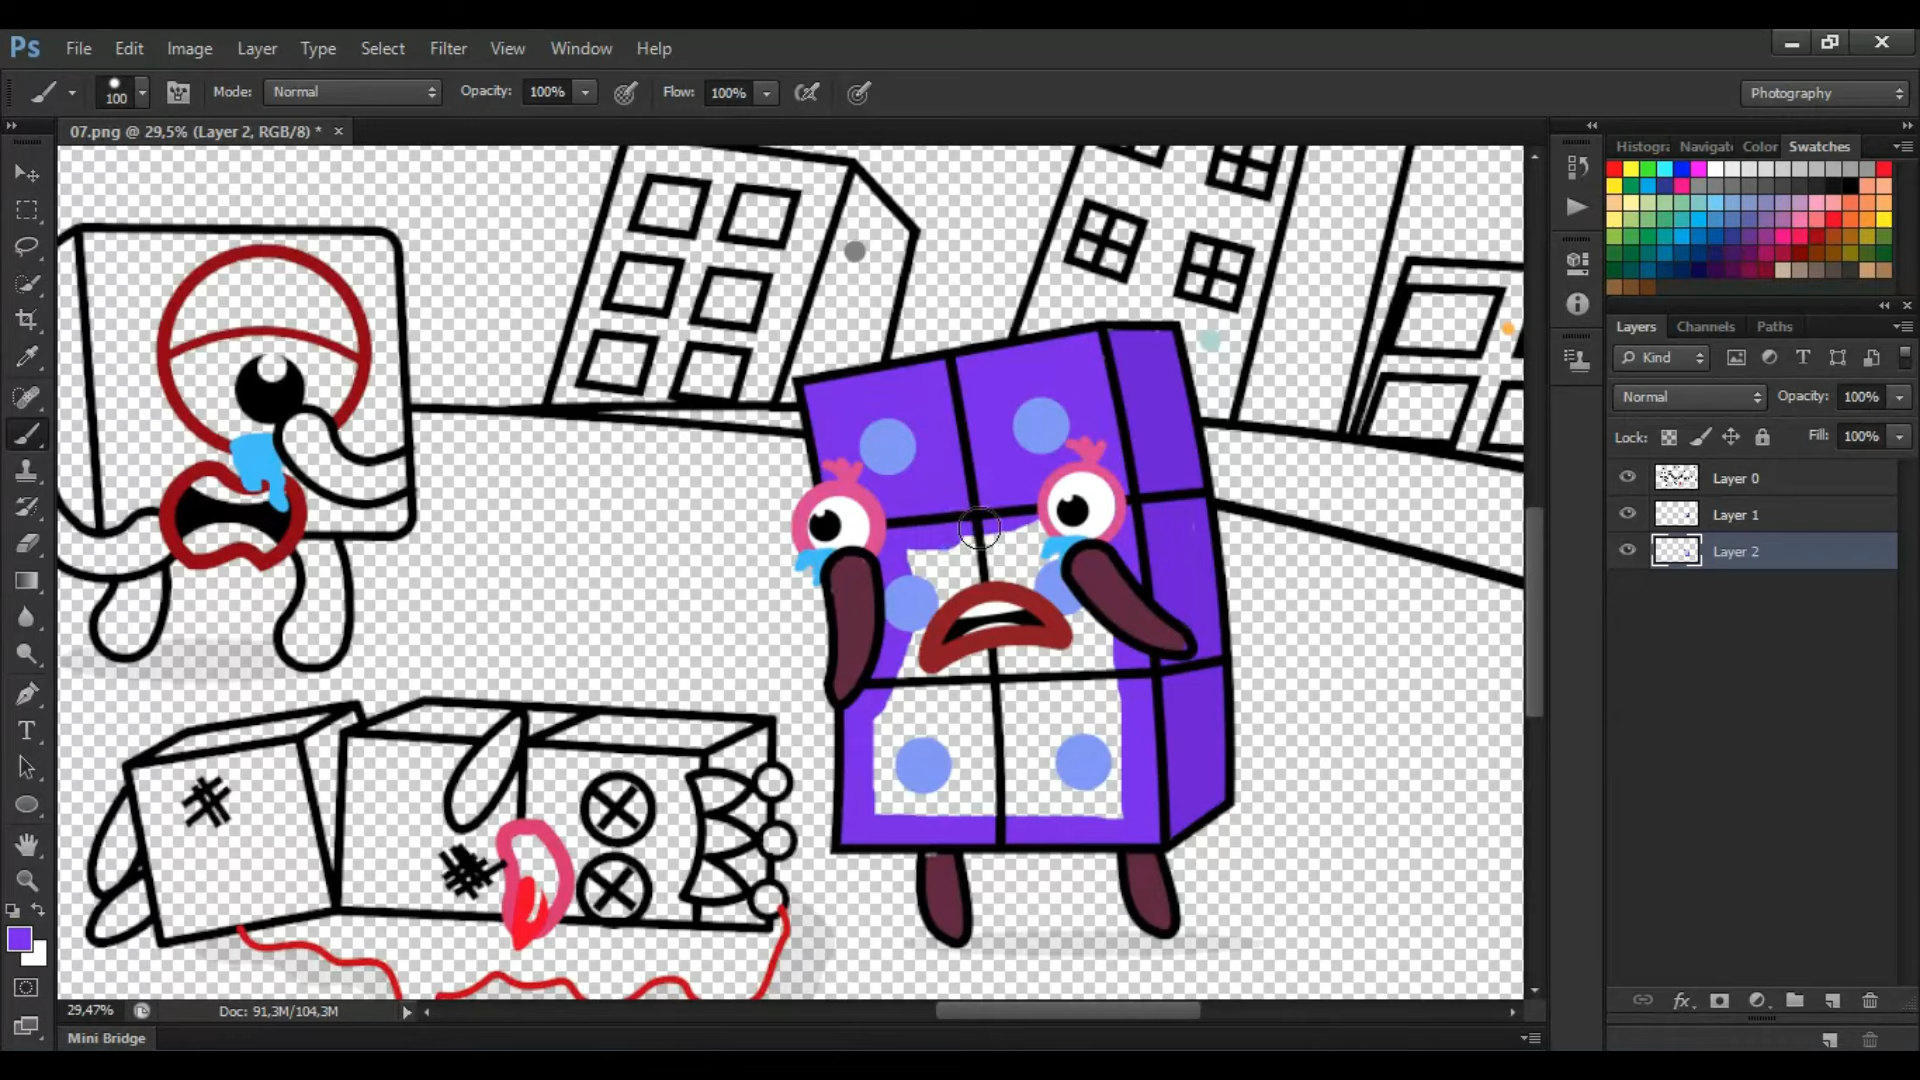 Ps File Edit Image Layer Type Select Filter View Window Help
100 Mode: Normal Opacity: 100% Flow: 100% Photography
07.png @ 29,5% (Layer 2, RGB/8) * ×
Histogra Navigate Color Swatches
Layers Channels Paths
Kind
Normal Opacity: 100%
Lock: Fill: 100%
Layer 0
Layer 1
Layer 2
29,47% Doc: 91,3M/104,3M
Mini Bridge